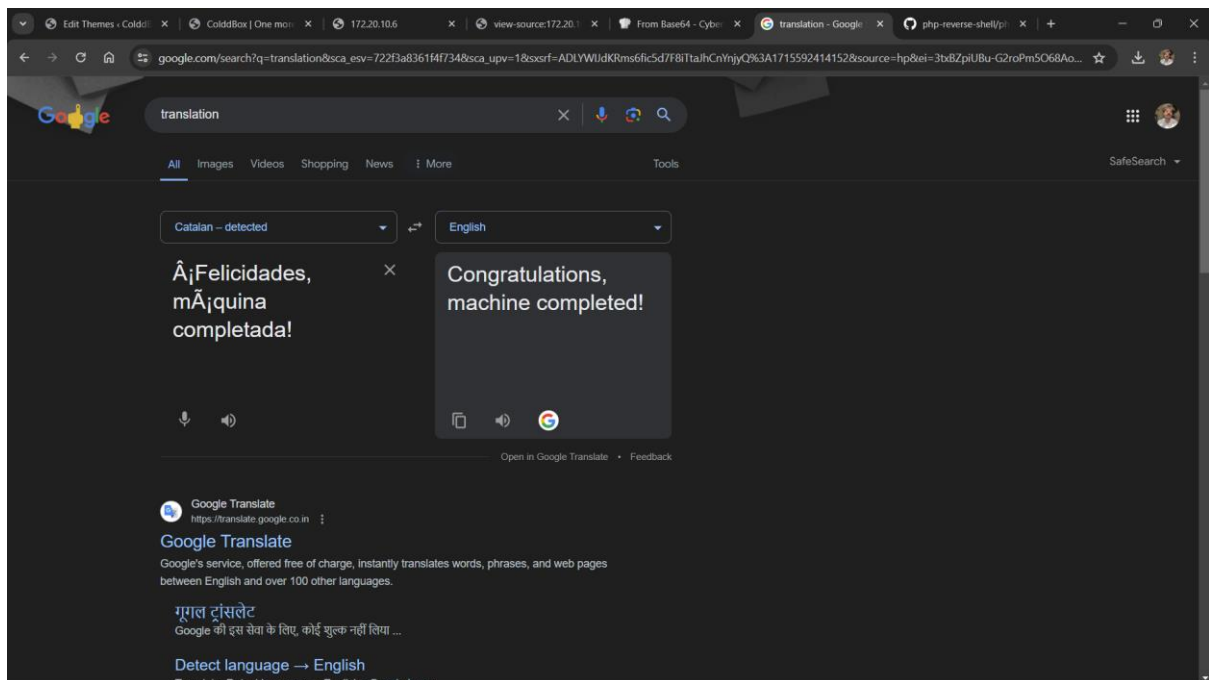 Edit Themes ‹ Coldd
ColddBox | One mor
172.20.10.6
view-source:172.20.1
From Base64 - Cyber
translation - Google
php-reverse-shell/ph
google.com/search?q=translation&sca_esv=722f3a8361f4f734&sca_upv=1&sxsrf=ADLYWIJdKRms6fic5d7F8iTtaJhCnYnjyQ%3A1715592414152&source=hp&ei=3txBZpiUBu-G2roPm5O68Ao...
Google
translation
All Images Videos Shopping News More Tools
SafeSearch
Catalan – detected
English
Â¡Felicidades,
mÃ¡quina
completada!
Congratulations,
machine completed!
Open in Google Translate • Feedback
Google Translate
https://translate.google.co.in
Google Translate
Google's service, offered free of charge, instantly translates words, phrases, and web pages
between English and over 100 other languages.
गूगल ट्रांसलेट
Google की इस सेवा के लिए, कोई शुल्क नहीं लिया ...
Detect language → English